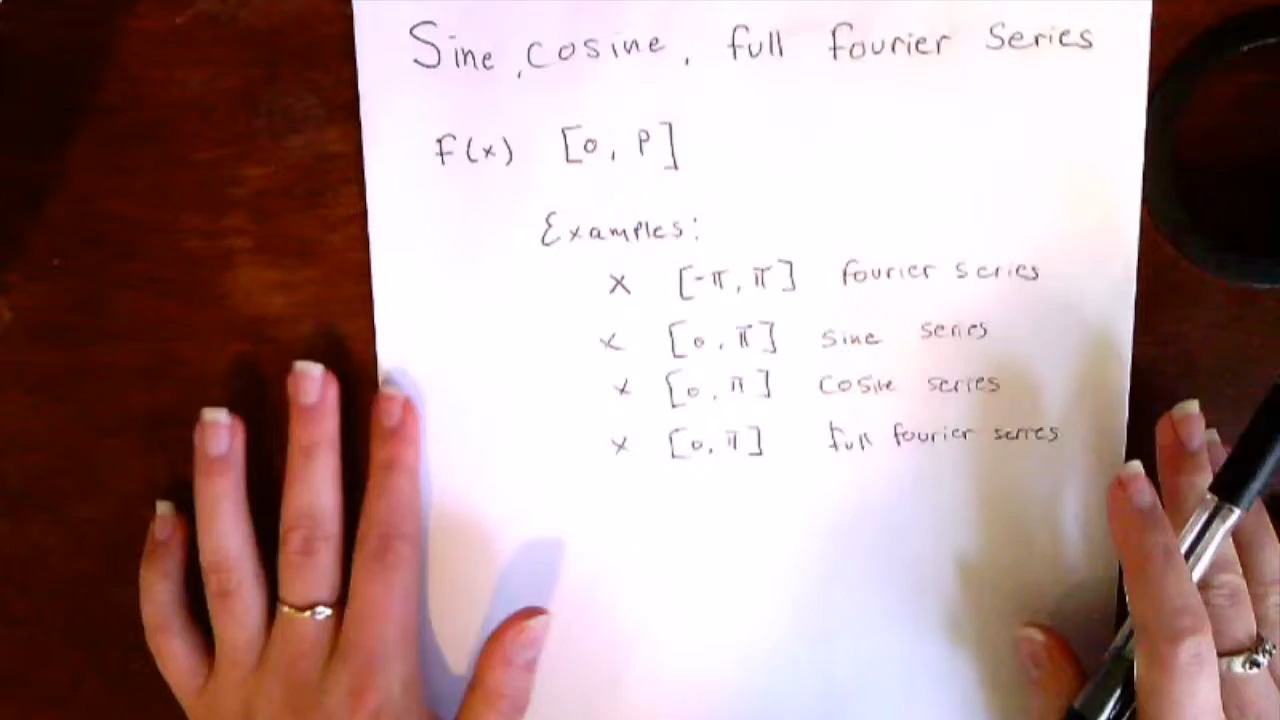 Sine, cosine, full fourier Series
F(x) [0, P]
Examples:
x [-π, π] fourier series
x [0, π] sine series
x [0, π] cosine series
x [0, π] full fourier series